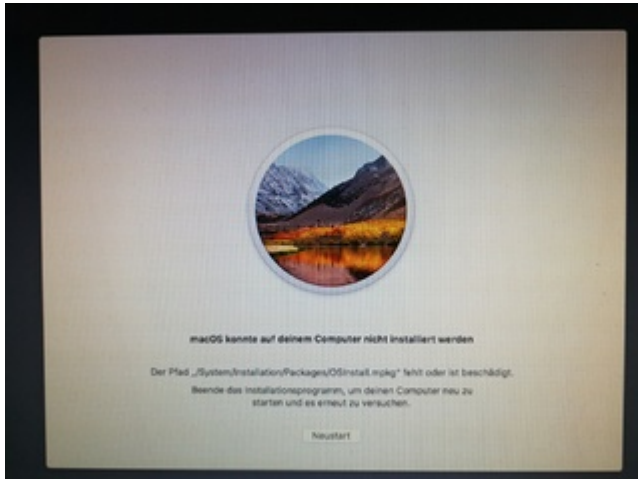 macOS konnte auf deinem Computer nicht installiert werden
Der Pfad „/System/Installation/Packages/OSInstall.mpkg“ fehlt oder ist beschädigt.
Beende das Installationsprogramm, um deinen Computer neu zu
starten und es erneut zu versuchen.
Neustart